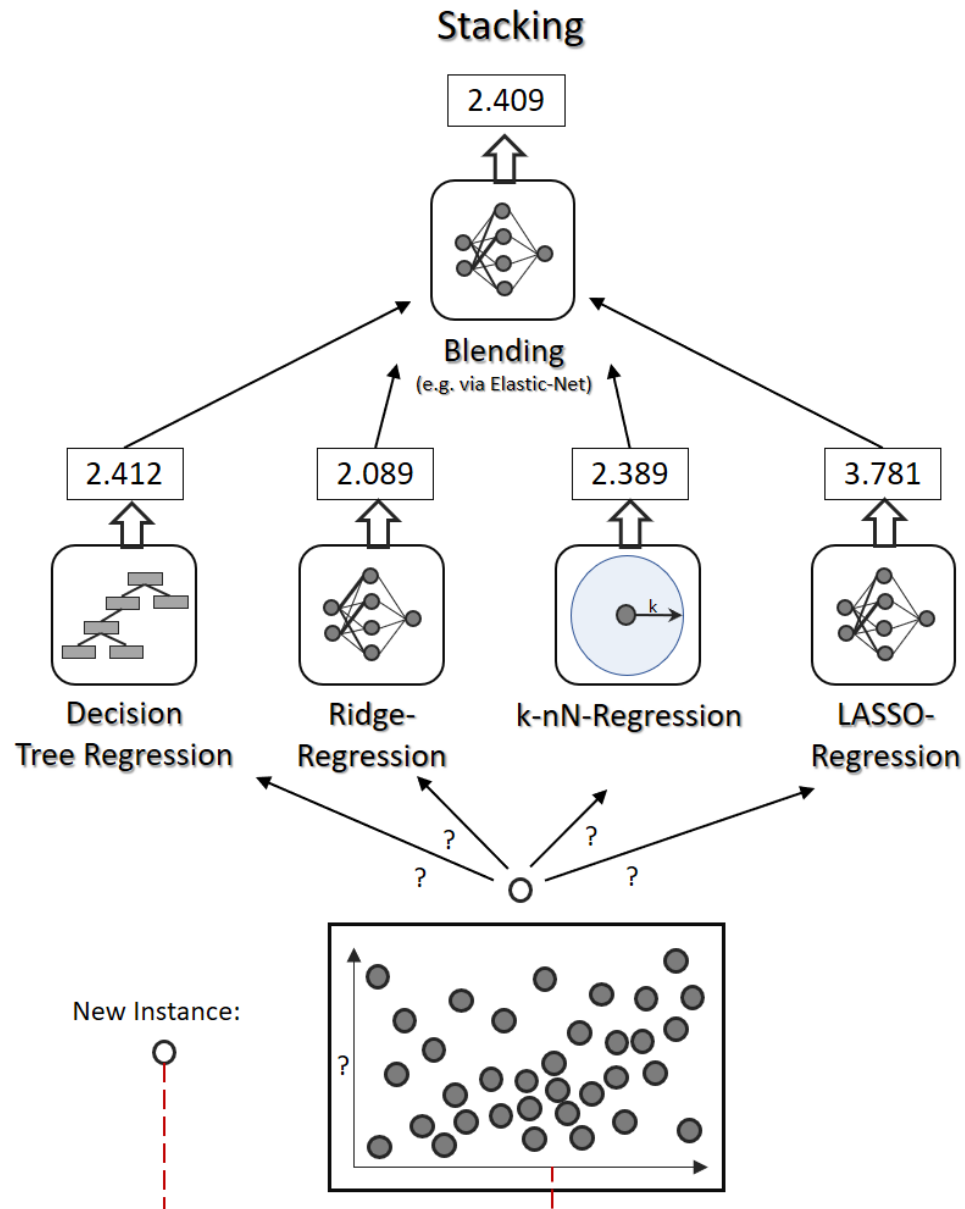 Stacking
2.409
Blending
(e.g. via Elastic-Net)
2.412
2.089
2.389
3.781
k
Decision
Tree Regression
Ridge-
Regression
k-nN-Regression
LASSO-
Regression
?
?
?
?
New Instance:
?